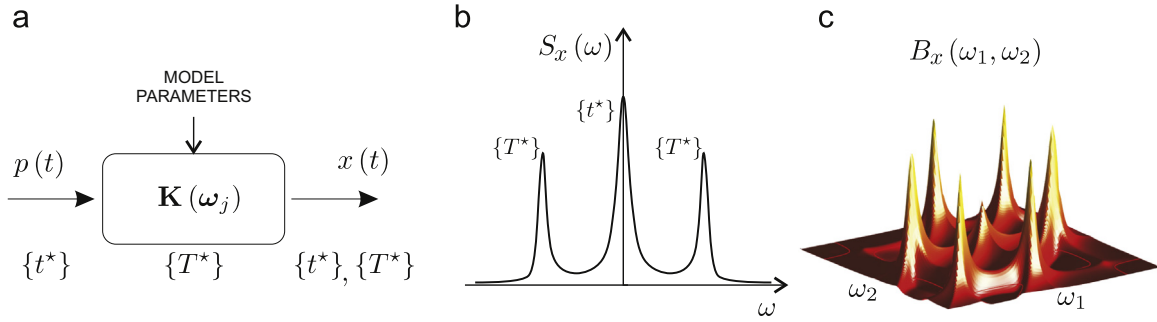 a
MODEL
PARAMETERS
p (t)
K (ω_j)
x (t)
{t*}
{T*}
{t*}, {T*}
b
S_x (ω)
{t*}
{T*}
{T*}
ω
c
B_x (ω_1, ω_2)
ω_2
ω_1